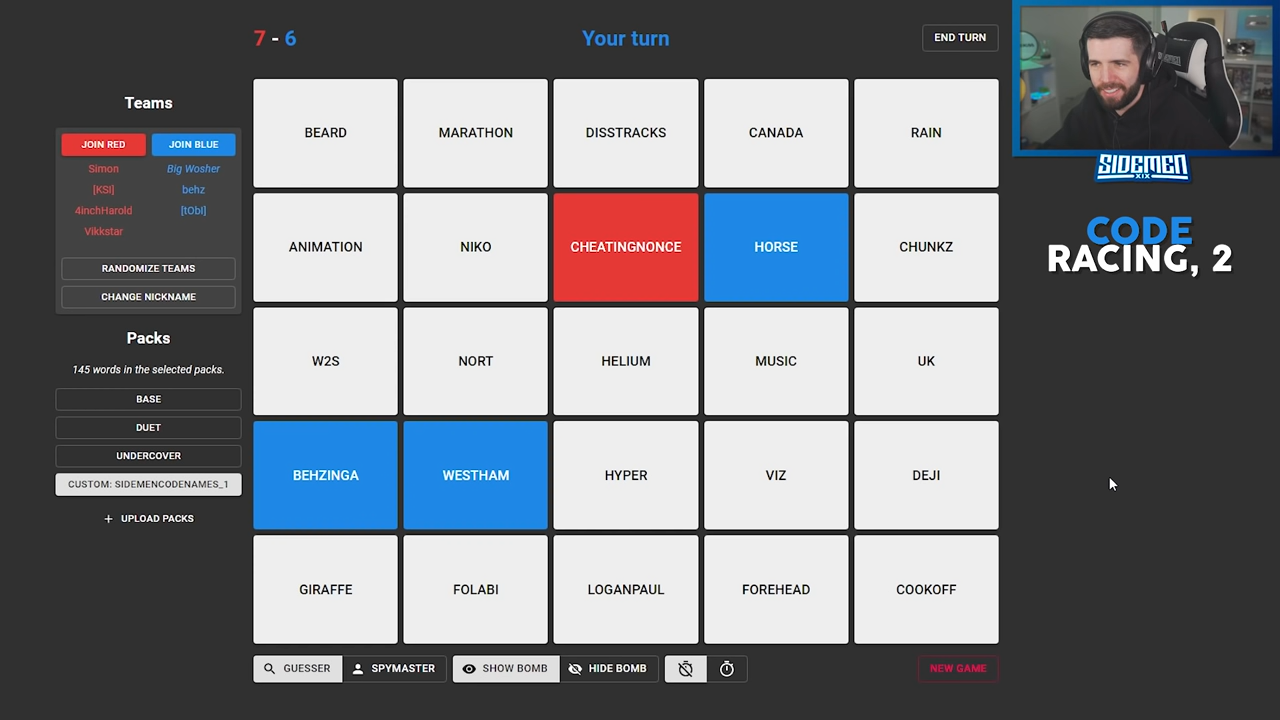 7 - 6
Your turn
END TURN
Teams
JOIN RED
JOIN BLUE
Simon
Big Wosher
[KSI]
behz
4inchHarold
[tObI]
Vikkstar
RANDOMIZE TEAMS
CHANGE NICKNAME
Packs
145 words in the selected packs.
BASE
DUET
UNDERCOVER
CUSTOM: SIDEMENCODENAMES_1
+ UPLOAD PACKS
BEARD
MARATHON
DISSTRACKS
CANADA
RAIN
ANIMATION
NIKO
CHEATINGNONCE
HORSE
CHUNKZ
W2S
NORT
HELIUM
MUSIC
UK
BEHZINGA
WESTHAM
HYPER
VIZ
DEJI
GIRAFFE
FOLABI
LOGANPAUL
FOREHEAD
COOKOFF
GUESSER
SPYMASTER
SHOW BOMB
HIDE BOMB
NEW GAME
SIDEMEN
XIX
CODE
RACING, 2